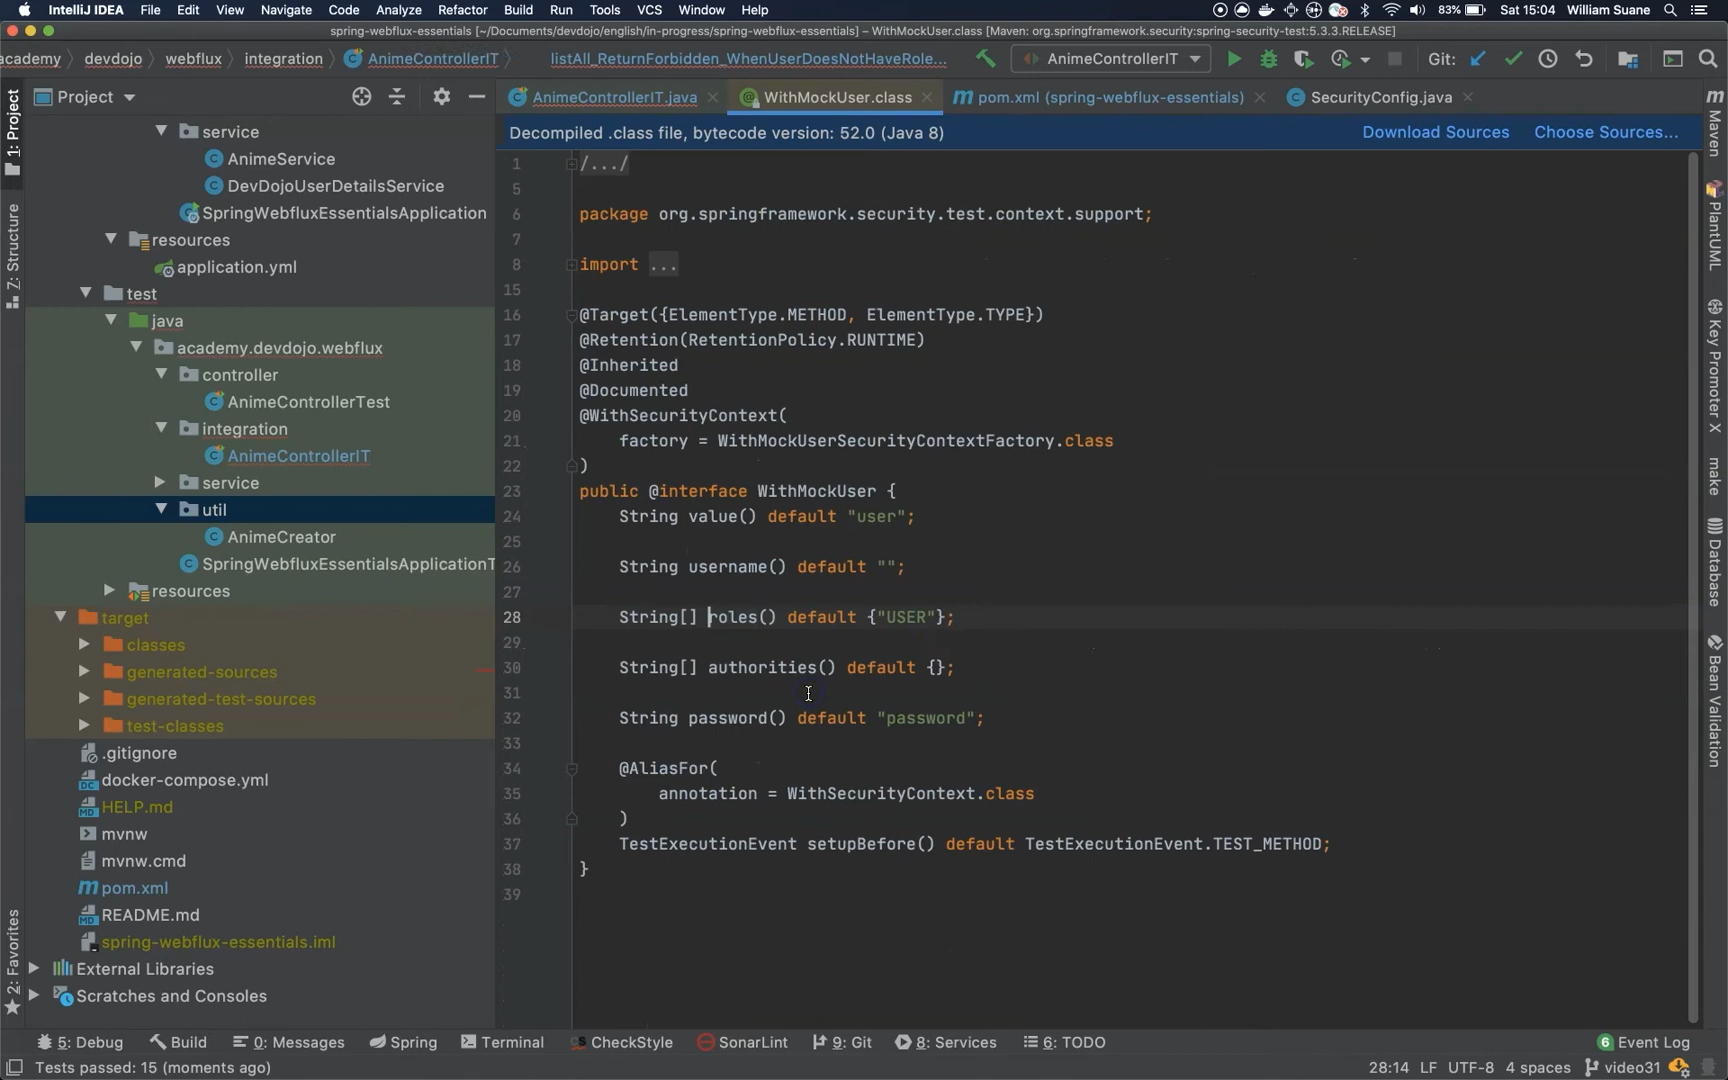 IntelliJ IDEA File Edit View Navigate Code Analyze Refactor Build Run Tools VCS Window Help 83% Sat 15:04 William Suane
spring-webflux-essentials [~/Documents/devdojo/english/in-progress/spring-webflux-essentials] – WithMockUser.class [Maven: org.springframework.security:spring-security-test:5.3.3.RELEASE]
academy devdojo webflux integration AnimeControllerIT listAll_ReturnForbidden_WhenUserDoesNotHaveRole... AnimeControllerIT Git:
Project AnimeControllerIT.java WithMockUser.class pom.xml (spring-webflux-essentials) SecurityConfig.java
Decompiled .class file, bytecode version: 52.0 (Java 8) Download Sources Choose Sources...
1: Project
7: Structure
2: Favorites
service
AnimeService
DevDojoUserDetailsService
SpringWebfluxEssentialsApplication
resources
application.yml
test
java
academy.devdojo.webflux
controller
AnimeControllerTest
integration
AnimeControllerIT
service
util
AnimeCreator
SpringWebfluxEssentialsApplicationT
resources
target
classes
generated-sources
generated-test-sources
test-classes
.gitignore
docker-compose.yml
HELP.md
mvnw
mvnw.cmd
pom.xml
README.md
spring-webflux-essentials.iml
External Libraries
Scratches and Consoles
1 /.../
5
6 package org.springframework.security.test.context.support;
7
8 import ...
15
16 @Target({ElementType.METHOD, ElementType.TYPE})
17 @Retention(RetentionPolicy.RUNTIME)
18 @Inherited
19 @Documented
20 @WithSecurityContext(
21 factory = WithMockUserSecurityContextFactory.class
22 )
23 public @interface WithMockUser {
24 String value() default "user";
25
26 String username() default "";
27
28 String[] roles() default {"USER"};
29
30 String[] authorities() default {};
31
32 String password() default "password";
33
34 @AliasFor(
35 annotation = WithSecurityContext.class
36 )
37 TestExecutionEvent setupBefore() default TestExecutionEvent.TEST_METHOD;
38 }
39
m Maven
PlantUML
Key Promoter X
make
Database
Bean Validation
5: Debug Build 0: Messages Spring Terminal CheckStyle SonarLint 9: Git 8: Services 6: TODO 6 Event Log
Tests passed: 15 (moments ago) 28:14 LF UTF-8 4 spaces video31